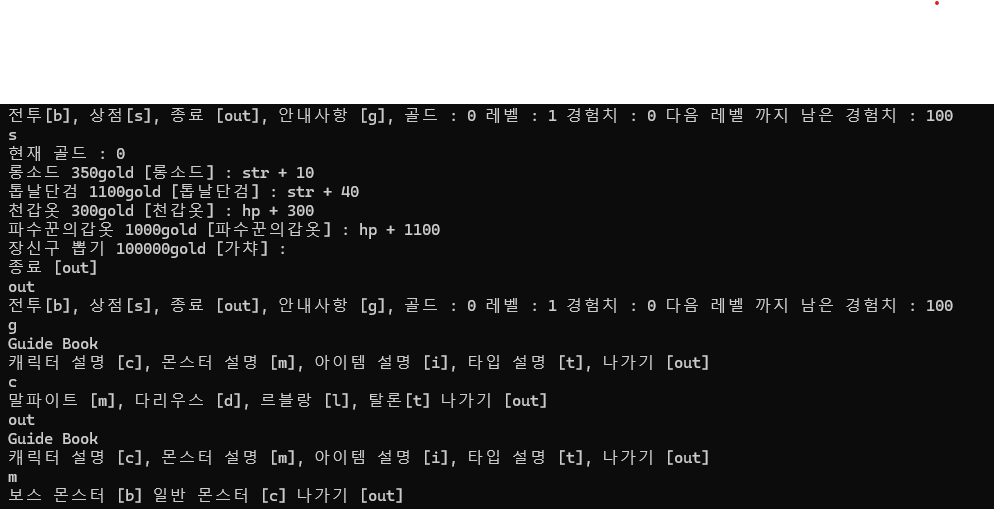 전투[b], 상점[s], 종료 [out], 안내사항 [g], 골드 : 0 레벨 : 1 경험치 : 0 다음 레벨 까지 남은 경험치 : 100
s
현재 골드 : 0
롱소드 350gold [롱소드] : str + 10
톱날단검 1100gold [톱날단검] : str + 40
천갑옷 300gold [천갑옷] : hp + 300
파수꾼의갑옷 1000gold [파수꾼의갑옷] : hp + 1100
장신구 뽑기 100000gold [가챠] :
종료 [out]
out
전투[b], 상점[s], 종료 [out], 안내사항 [g], 골드 : 0 레벨 : 1 경험치 : 0 다음 레벨 까지 남은 경험치 : 100
g
Guide Book
캐릭터 설명 [c], 몬스터 설명 [m], 아이템 설명 [i], 타입 설명 [t], 나가기 [out]
c
말파이트 [m], 다리우스 [d], 르블랑 [l], 탈론[t] 나가기 [out]
out
Guide Book
캐릭터 설명 [c], 몬스터 설명 [m], 아이템 설명 [i], 타입 설명 [t], 나가기 [out]
m
보스 몬스터 [b] 일반 몬스터 [c] 나가기 [out]